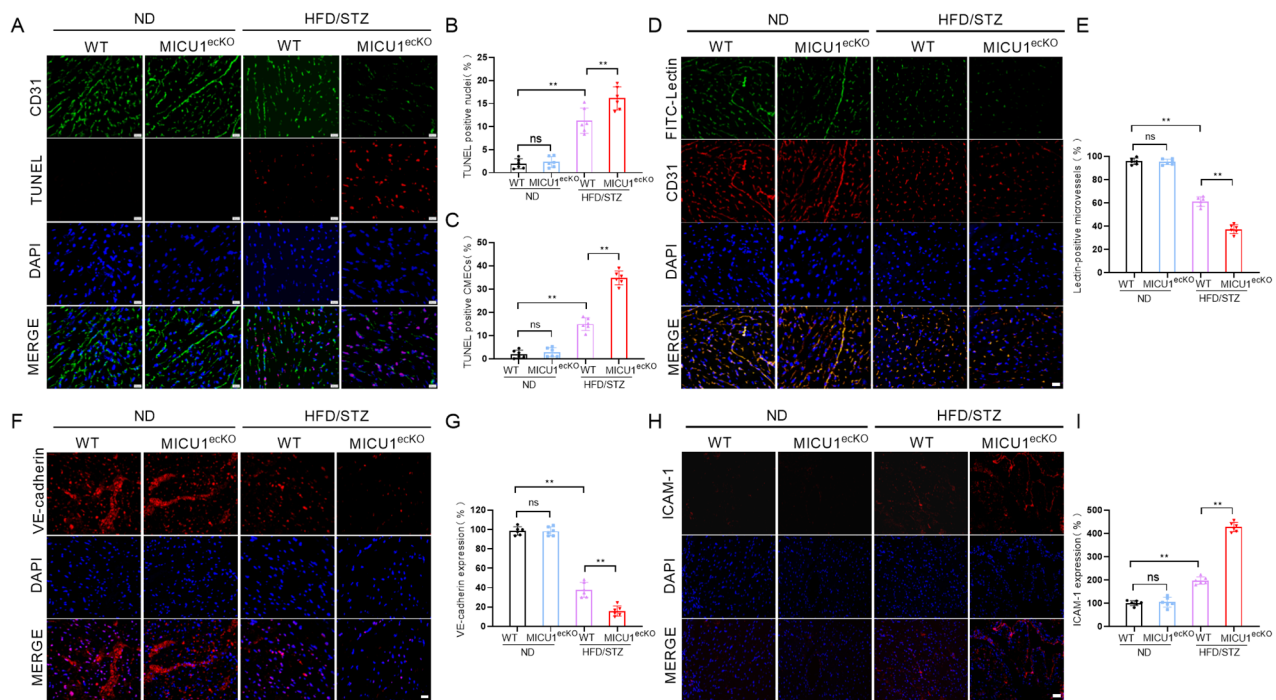 A
ND
HFD/STZ
WT
MICU1ecKO
WT
MICU1ecKO
CD31
TUNEL
DAPI
MERGE
B
TUNEL positive nuclei( % )
25
20
15
10
5
0
ns
**
**
WT MICU1ecKO WT MICU1ecKO
ND
HFD/STZ
C
TUNEL positive CMECs( % )
50
40
30
20
10
0
ns
**
**
WT MICU1ecKO WT MICU1ecKO
ND
HFD/STZ
D
ND
HFD/STZ
WT
MICU1ecKO
WT
MICU1ecKO
FITC-Lectin
CD31
DAPI
MERGE
E
Lectin-positive microvessels ( % )
100
80
60
40
20
0
**
ns
**
WT MICU1ecKO WT MICU1ecKO
ND
HFD/STZ
F
ND
HFD/STZ
WT
MICU1ecKO
WT
MICU1ecKO
VE-cadherin
DAPI
MERGE
G
VE-cadherin expression( % )
120
100
80
60
40
20
0
**
ns
**
WT MICU1ecKO WT MICU1ecKO
ND
HFD/STZ
H
ND
HFD/STZ
WT
MICU1ecKO
WT
MICU1ecKO
ICAM-1
DAPI
MERGE
I
ICAM-1 expression( % )
500
400
300
200
100
0
**
**
ns
WT MICU1ecKO WT MICU1ecKO
ND
HFD/STZ